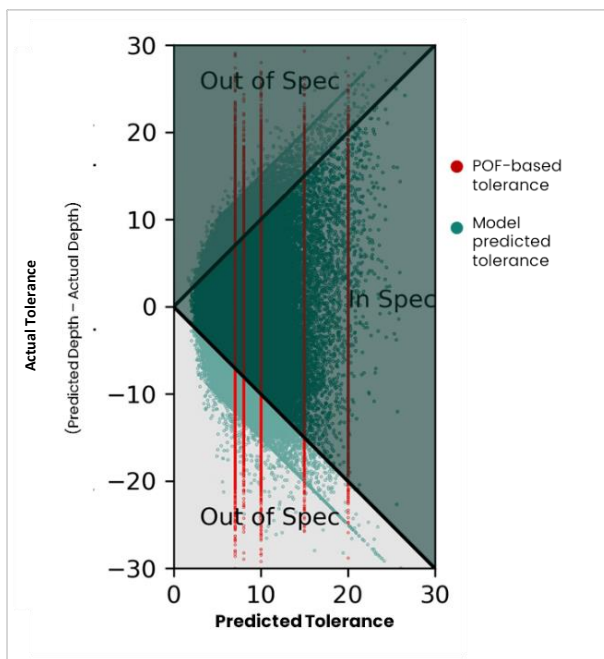 30
Out of Spec
20
10
0
In Spec
−10
−20
Out of Spec
−30
0
10
20
30
Predicted Tolerance
Actual Tolerance
(Predicted Depth – Actual Depth)
POF-based
tolerance
Model
predicted
tolerance